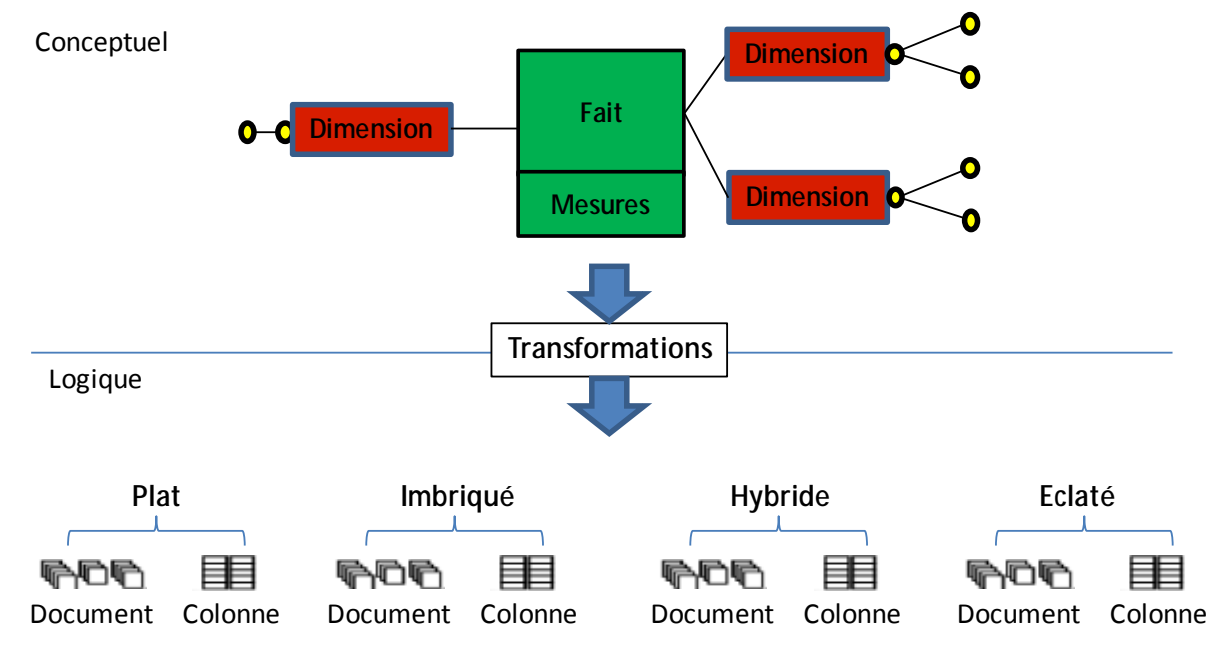 Conceptuel
Dimension
Fait
Dimension
Mesures
Dimension
Transformations
Logique
Plat Imbriqué Hybride Eclaté
Document Colonne Document Colonne Document Colonne Document Colonne